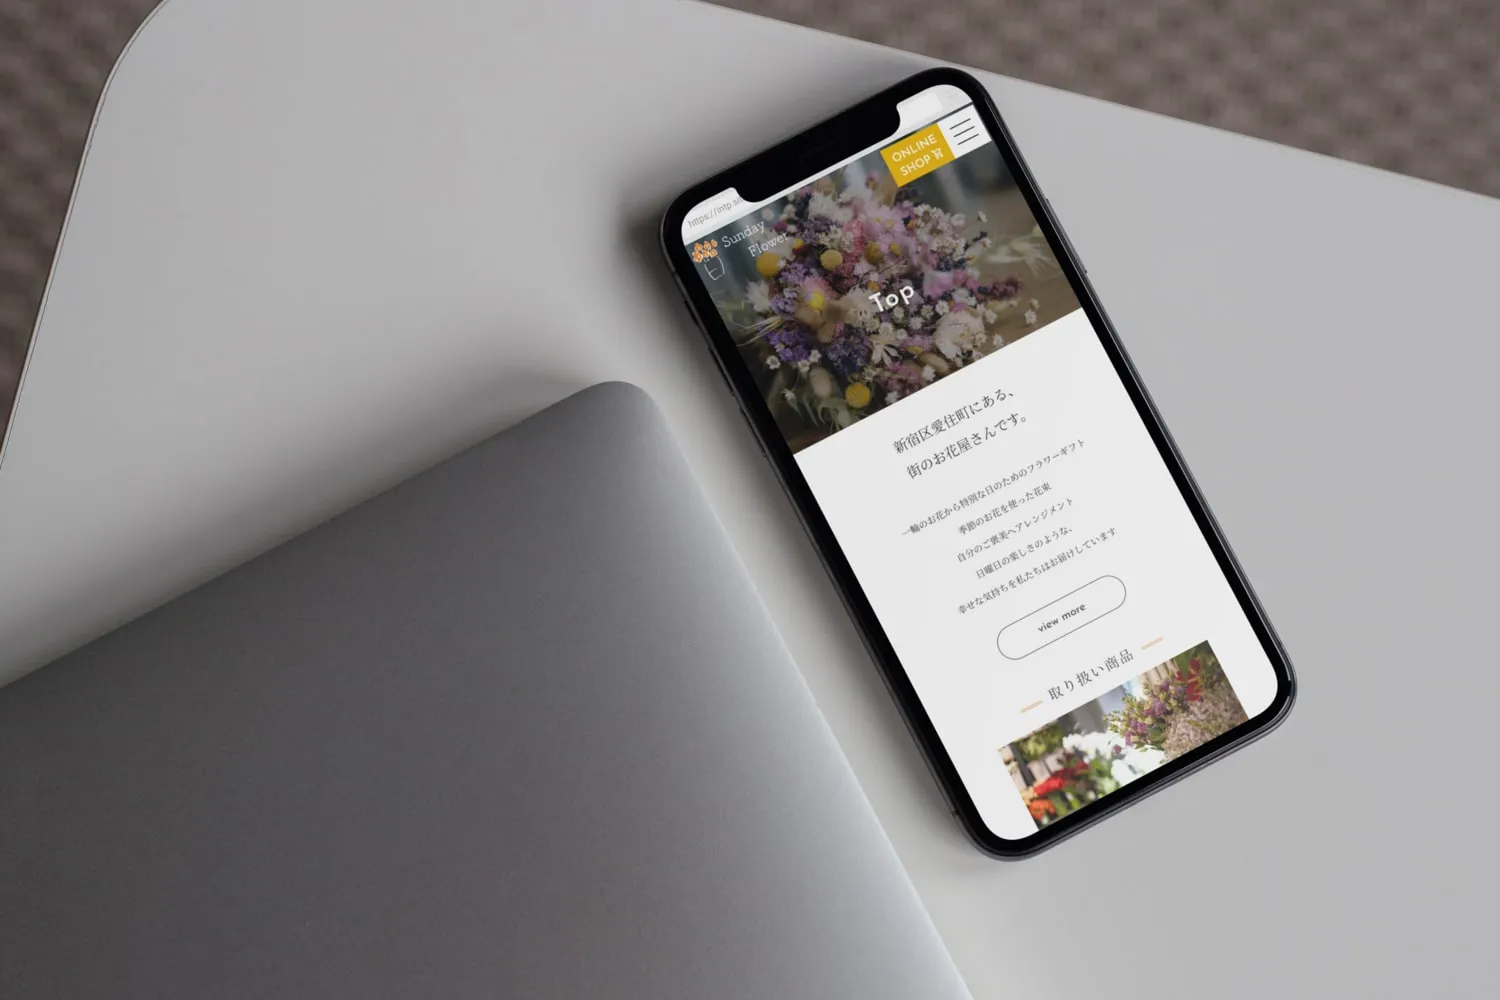 https://intp.si
ONLINE
SHOP
Sunday
Flower
Top
新宿区愛住町にある、
街のお花屋さんです。
一輪のお花から特別な日のためのフラワーギフト
季節のお花を使った花束
自分のご褒美へアレンジメント
日曜日の楽しさのような、
幸せな気持ちを私たちはお届けしています
view more
取り扱い商品